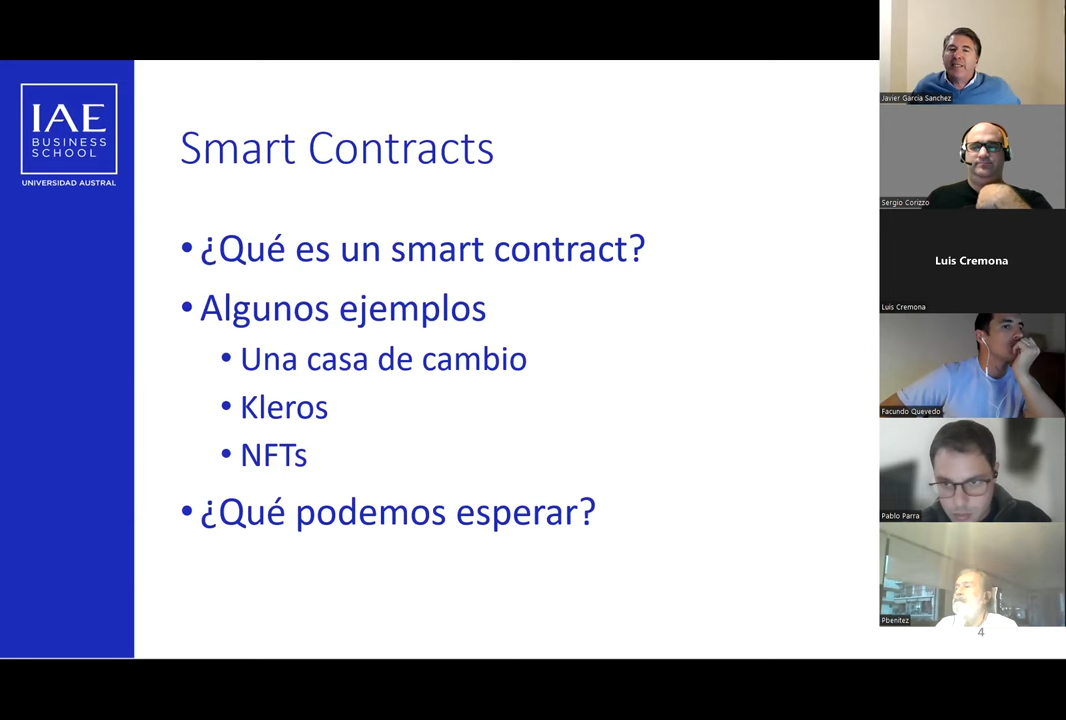 IAE
BUSINESS
SCHOOL
UNIVERSIDAD AUSTRAL
Smart Contracts
• ¿Qué es un smart contract?
• Algunos ejemplos
• Una casa de cambio
• Kleros
• NFTs
• ¿Qué podemos esperar?
Javier Garcia Sanchez
Sergio Corizzo
Luis Cremona
Luis Cremona
Facundo Quevedo
Pablo Parra
Pbenitez
4